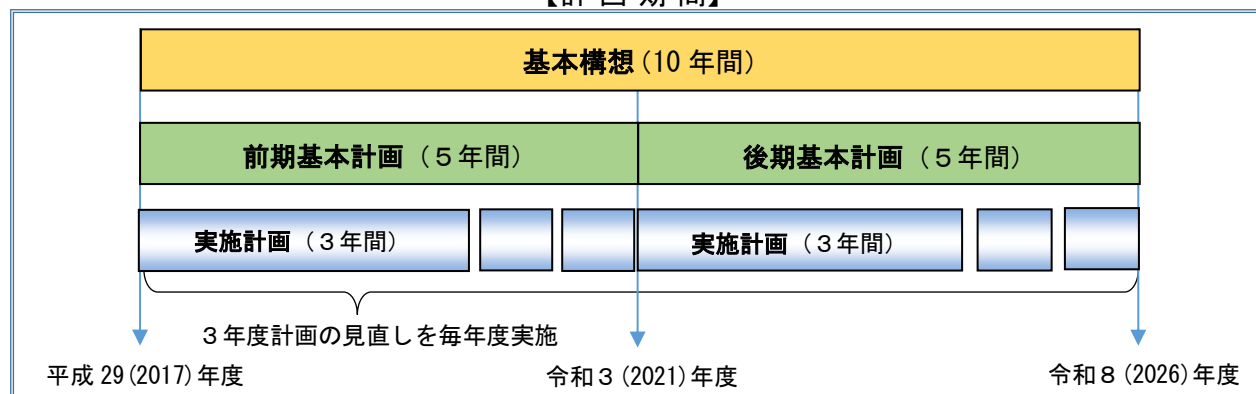 【計画期間】
基本構想（10年間）
前期基本計画（５年間）
後期基本計画（５年間）
実施計画（３年間）
実施計画（３年間）
３年度計画の見直しを毎年度実施
平成29(2017)年度
令和３(2021)年度
令和８(2026)年度